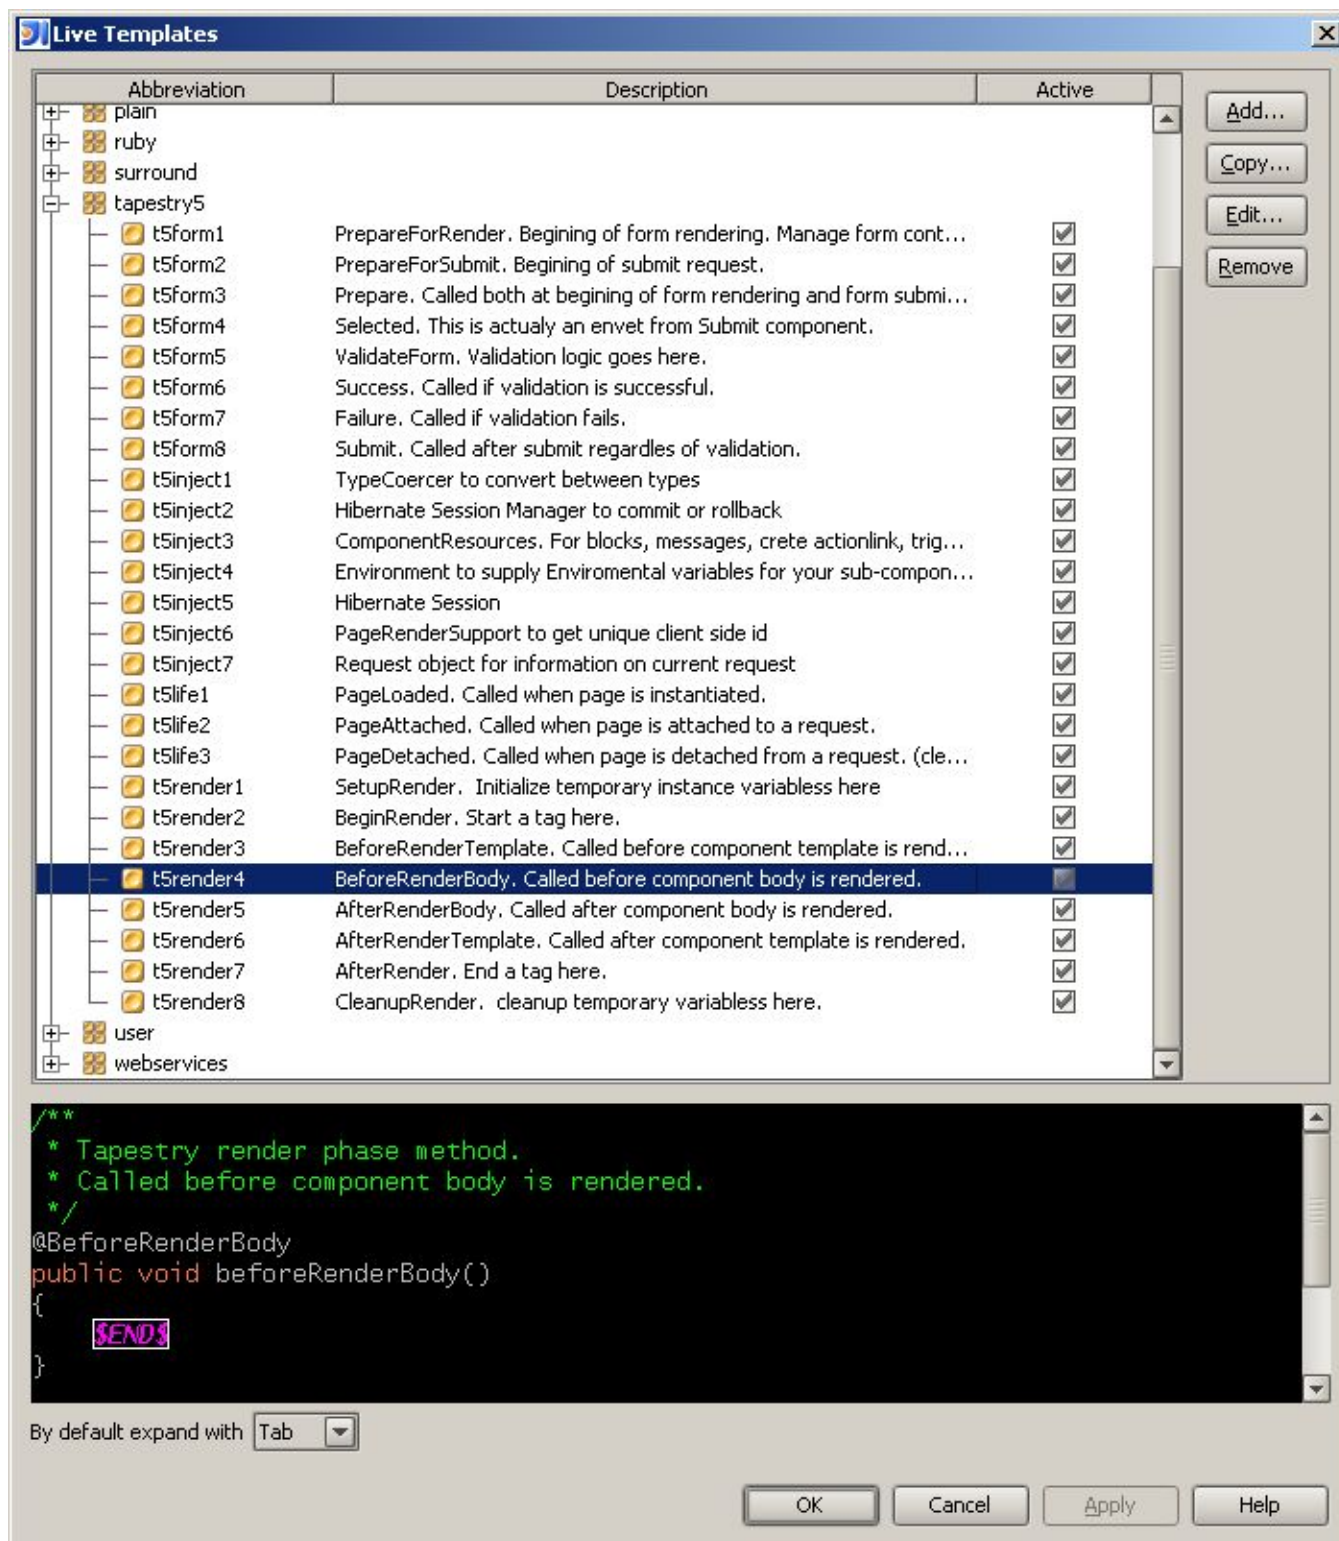 Live Templates
Abbreviation Description Active
plain
ruby
surround
tapestry5
t5form1 PrepareForRender. Begining of form rendering. Manage form cont...
t5form2 PrepareForSubmit. Begining of submit request.
t5form3 Prepare. Called both at begining of form rendering and form submi...
t5form4 Selected. This is actualy an envet from Submit component.
t5form5 ValidateForm. Validation logic goes here.
t5form6 Success. Called if validation is successful.
t5form7 Failure. Called if validation fails.
t5form8 Submit. Called after submit regardles of validation.
t5inject1 TypeCoercer to convert between types
t5inject2 Hibernate Session Manager to commit or rollback
t5inject3 ComponentResources. For blocks, messages, crete actionlink, trig...
t5inject4 Environment to supply Enviromental variables for your sub-compon...
t5inject5 Hibernate Session
t5inject6 PageRenderSupport to get unique client side id
t5inject7 Request object for information on current request
t5life1 PageLoaded. Called when page is instantiated.
t5life2 PageAttached. Called when page is attached to a request.
t5life3 PageDetached. Called when page is detached from a request. (cle...
t5render1 SetupRender. Initialize temporary instance variabless here
t5render2 BeginRender. Start a tag here.
t5render3 BeforeRenderTemplate. Called before component template is rend...
t5render4 BeforeRenderBody. Called before component body is rendered.
t5render5 AfterRenderBody. Called after component body is rendered.
t5render6 AfterRenderTemplate. Called after component template is rendered.
t5render7 AfterRender. End a tag here.
t5render8 CleanupRender. cleanup temporary variabless here.
user
webservices
Add...
Copy...
Edit...
Remove
/**
* Tapestry render phase method.
* Called before component body is rendered.
*/
@BeforeRenderBody
public void beforeRenderBody()
{
$END$
}
By default expand with Tab
OK Cancel Apply Help